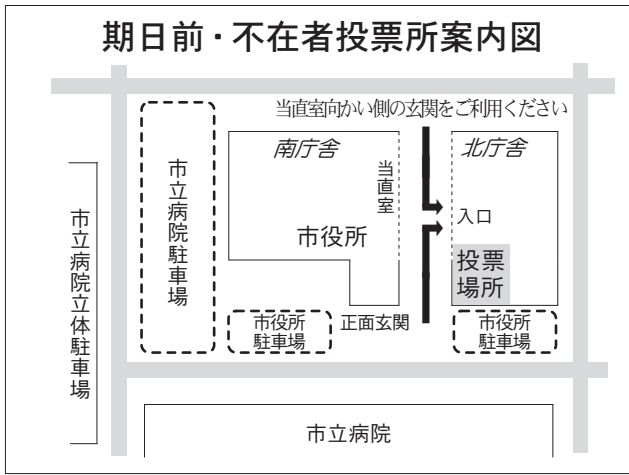 期日前・不在者投票所案内図
当直室向かい側の玄関をご利用ください
南庁舎
北庁舎
当直室
市立病院駐車場
市立病院立体駐車場
入口
市役所
投票
場所
市役所
駐車場
正面玄関
市役所
駐車場
市立病院